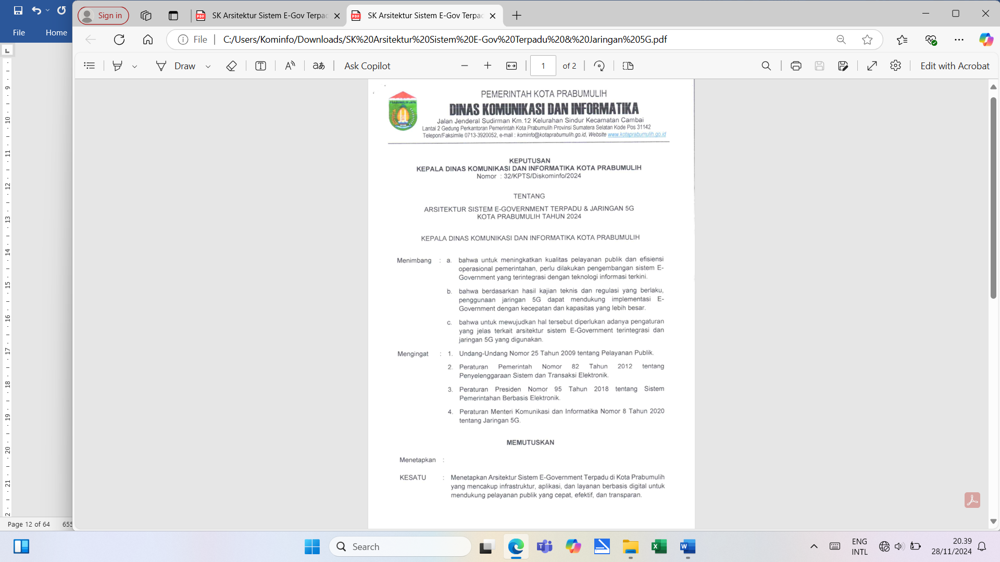 Sign in
SK Arsitektur Sistem E-Gov Terpad
SK Arsitektur Sistem E-Gov Terpad
File Home
File
C:/Users/Kominfo/Downloads/SK%20Arsitektur%20Sistem%20E-Gov%20Terpadu%20&%20Jaringan%205G.pdf
Draw
Ask Copilot
1 of 2
Edit with Acrobat
PRABUMULIH JAYA
PEMERINTAH KOTA PRABUMULIH
DINAS KOMUNIKASI DAN INFORMATIKA
Jalan Jenderal Sudirman Km.12 Kelurahan Sindur Kecamatan Cambai
Lantai 2 Gedung Perkantoran Pemerintah Kota Prabumulih Provinsi Sumatera Selatan Kode Pos 31142
Telepon/Faksimile 0713-3920052, e-mail : kominfo@kotaprabumulih.go.id, Website www.kotaprabumulih.go.id
KEPUTUSAN
KEPALA DINAS KOMUNIKASI DAN INFORMATIKA KOTA PRABUMULIH
Nomor : 32/KPTS/Diskominfo/2024
TENTANG
ARSITEKTUR SISTEM E-GOVERNMENT TERPADU & JARINGAN 5G
KOTA PRABUMULIH TAHUN 2024
KEPALA DINAS KOMUNIKASI DAN INFORMATIKA KOTA PRABUMULIH
Menimbang : a. bahwa untuk meningkatkan kualitas pelayanan publik dan efisiensi
operasional pemerintahan, perlu dilakukan pengembangan sistem E-
Government yang terintegrasi dengan teknologi informasi terkini.
b. bahwa berdasarkan hasil kajian teknis dan regulasi yang berlaku,
penggunaan jaringan 5G dapat mendukung implementasi E-
Government dengan kecepatan dan kapasitas yang lebih besar.
c. bahwa untuk mewujudkan hal tersebut diperlukan adanya pengaturan
yang jelas terkait arsitektur sistem E-Government terintegrasi dan
jaringan 5G yang digunakan.
Mengingat : 1. Undang-Undang Nomor 25 Tahun 2009 tentang Pelayanan Publik.
2. Peraturan Pemerintah Nomor 82 Tahun 2012 tentang
Penyelenggaraan Sistem dan Transaksi Elektronik.
3. Peraturan Presiden Nomor 95 Tahun 2018 tentang Sistem
Pemerintahan Berbasis Elektronik.
4. Peraturan Menteri Komunikasi dan Informatika Nomor 8 Tahun 2020
tentang Jaringan 5G.
MEMUTUSKAN
Menetapkan :
KESATU : Menetapkan Arsitektur Sistem E-Government Terpadu di Kota Prabumulih
yang mencakup infrastruktur, aplikasi, dan layanan berbasis digital untuk
mendukung pelayanan publik yang cepat, efektif, dan transparan.
9
10
11
12
13
14
15
16
17
18
19
20
21
2
Page 12 of 64 655
Search
ENG
INTL
20.39
28/11/2024